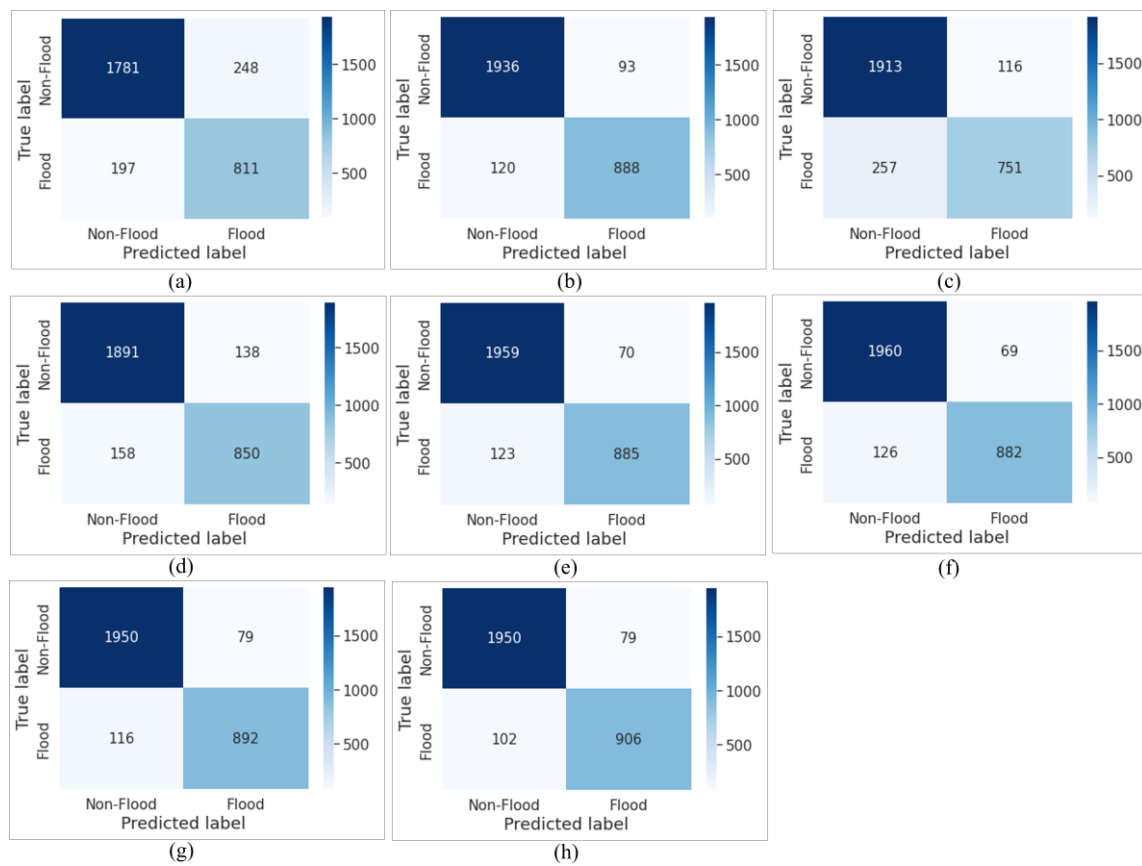 True label
Non-Flood
Flood
1781 248
197 811
1500
1000
500
Non-Flood Flood
Predicted label
(a)
True label
Non-Flood
Flood
1936 93
120 888
1500
1000
500
Non-Flood Flood
Predicted label
(b)
True label
Non-Flood
Flood
1913 116
257 751
1500
1000
500
Non-Flood Flood
Predicted label
(c)
True label
Non-Flood
Flood
1891 138
158 850
1500
1000
500
Non-Flood Flood
Predicted label
(d)
True label
Non-Flood
Flood
1959 70
123 885
1500
1000
500
Non-Flood Flood
Predicted label
(e)
True label
Non-Flood
Flood
1960 69
126 882
1500
1000
500
Non-Flood Flood
Predicted label
(f)
True label
Non-Flood
Flood
1950 79
116 892
1500
1000
500
Non-Flood Flood
Predicted label
(g)
True label
Non-Flood
Flood
1950 79
102 906
1500
1000
500
Non-Flood Flood
Predicted label
(h)